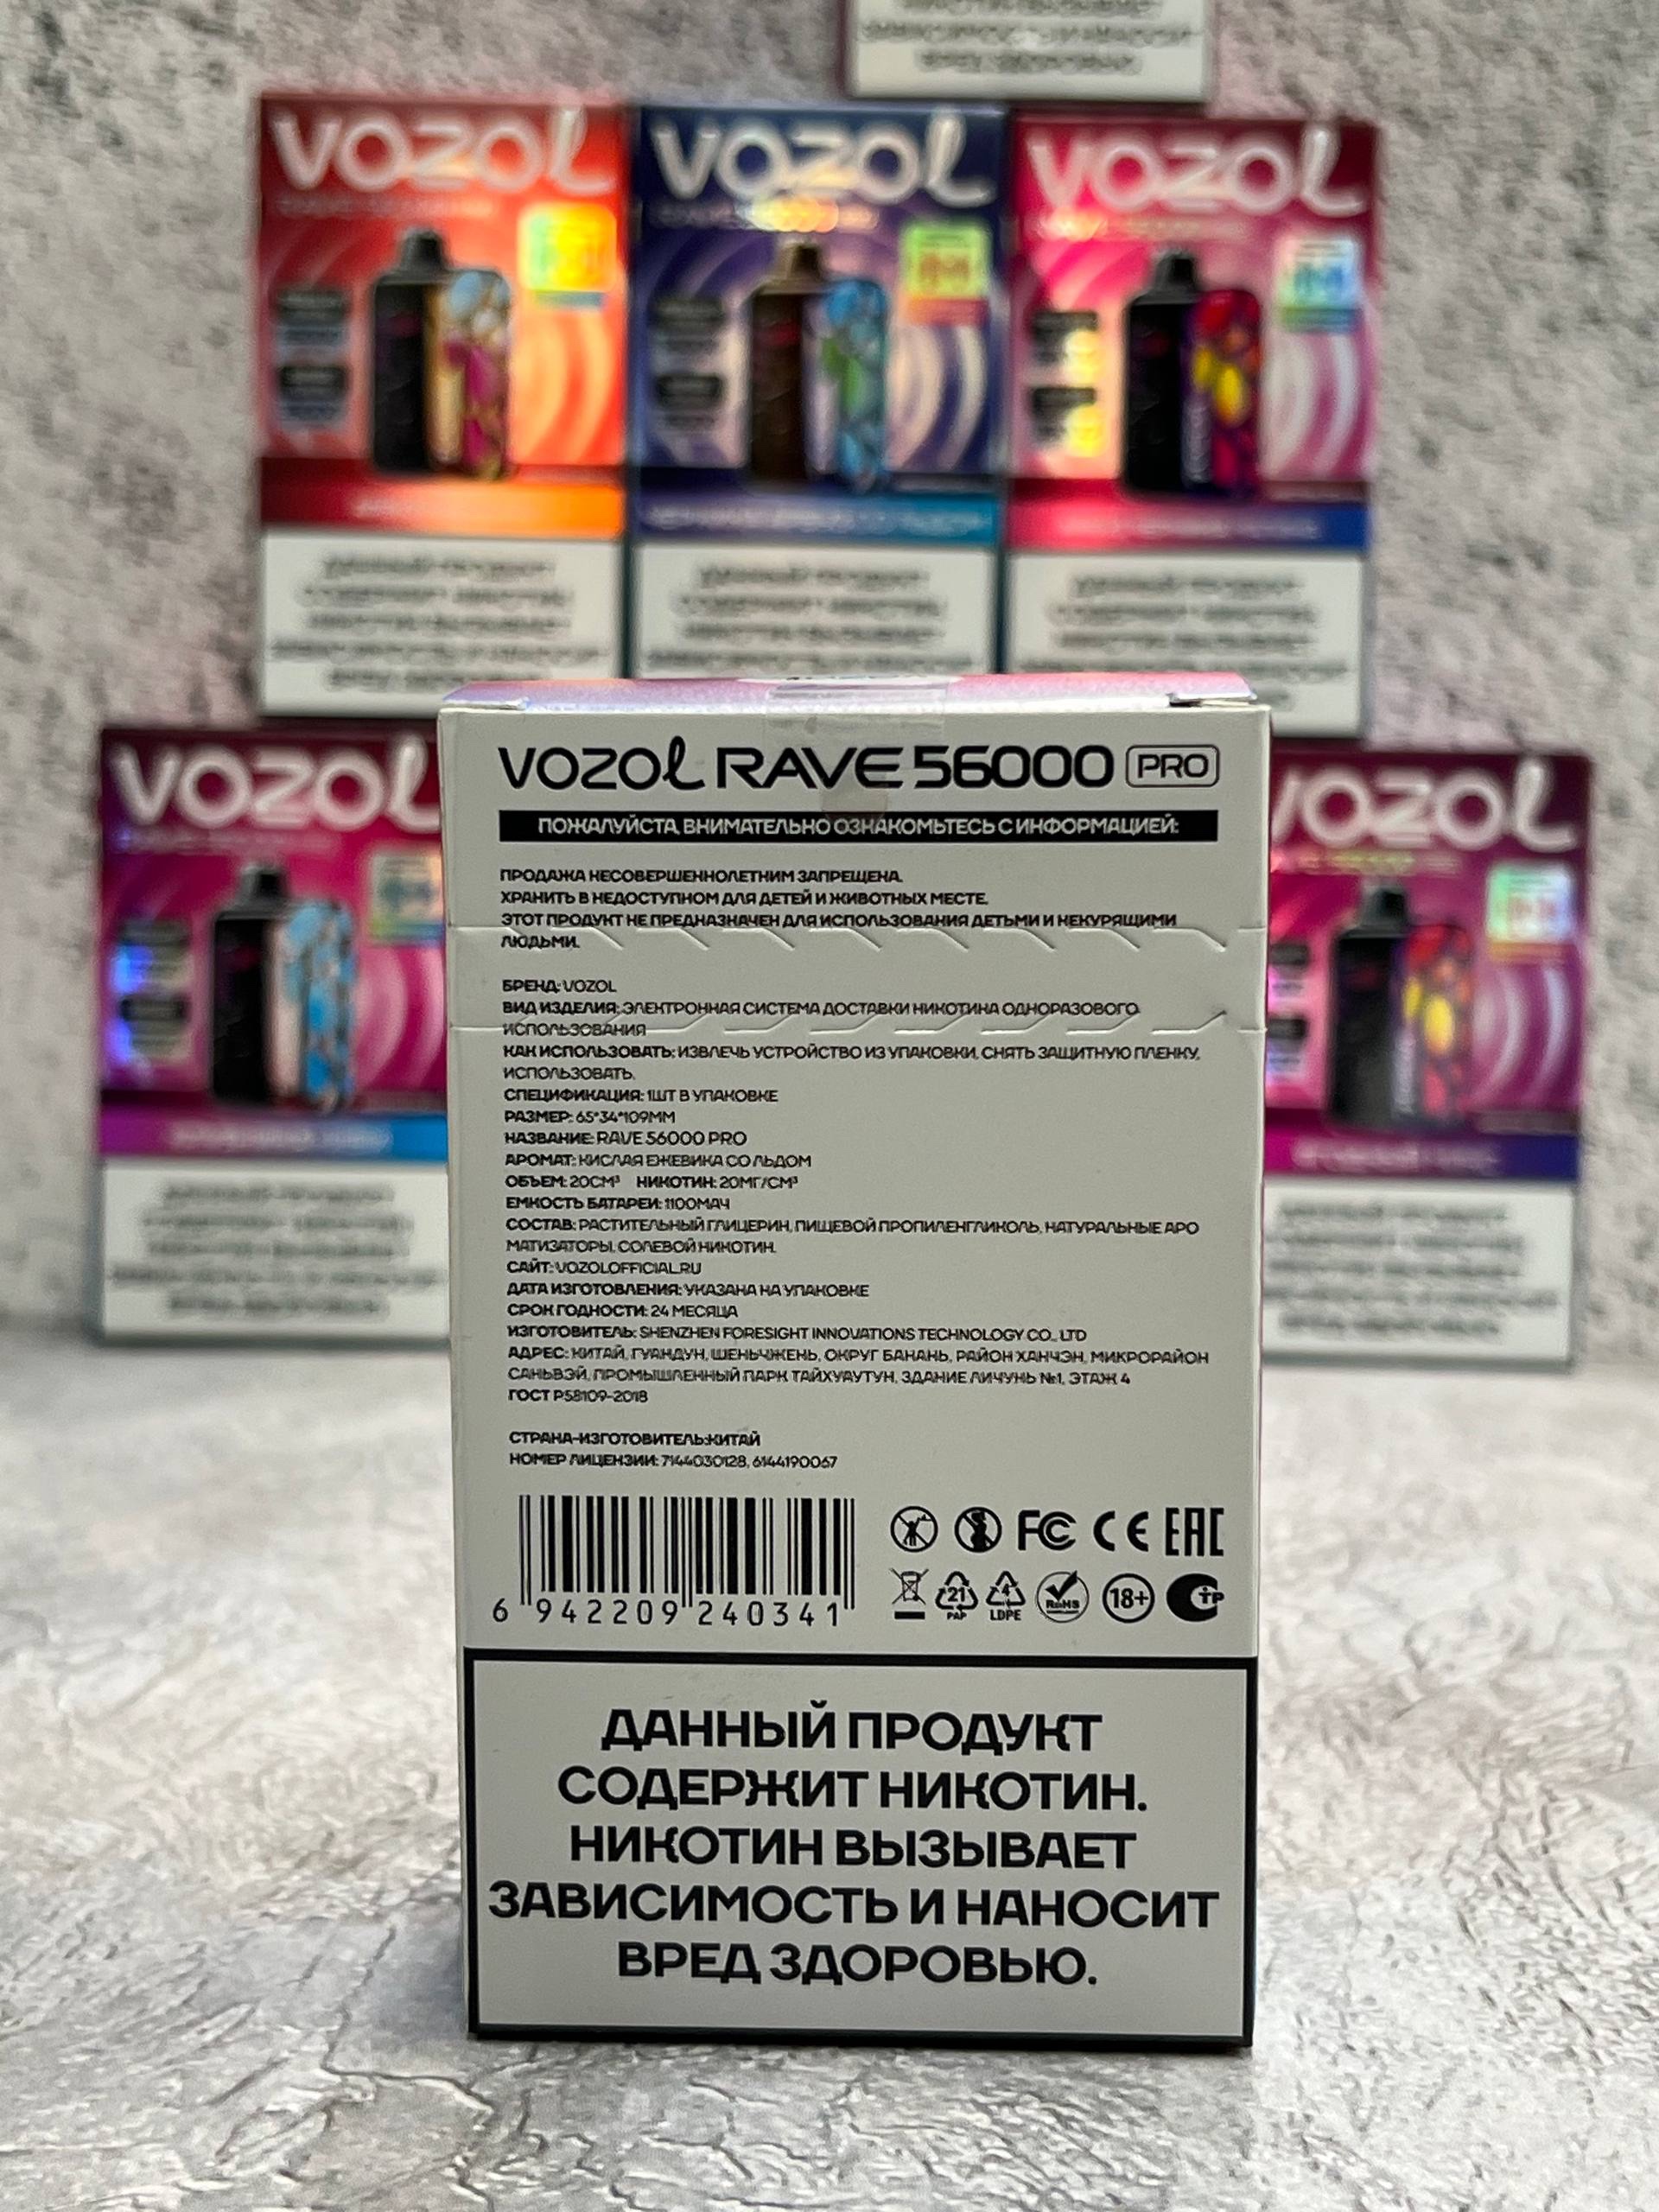 VOZOL
VOZOL
VOZOL
VOZOL
VOZOL
VOZOL RAVE 56000 PRO
ПОЖАЛУЙСТА, ВНИМАТЕЛЬНО ОЗНАКОМЬТЕСЬ С ИНФОРМАЦИЕЙ:
ПРОДАЖА НЕСОВЕРШЕННОЛЕТНИМ ЗАПРЕЩЕНА.
ХРАНИТЬ В НЕДОСТУПНОМ ДЛЯ ДЕТЕЙ И ЖИВОТНЫХ МЕСТЕ.
ЭТОТ ПРОДУКТ НЕ ПРЕДНАЗНАЧЕН ДЛЯ ИСПОЛЬЗОВАНИЯ ДЕТЬМИ И НЕКУРЯЩИМИ
ЛЮДЬМИ.
БРЕНД: VOZOL
ВИД ИЗДЕЛИЯ: ЭЛЕКТРОННАЯ СИСТЕМА ДОСТАВКИ НИКОТИНА ОДНОРАЗОВОГО
ИСПОЛЬЗОВАНИЯ
КАК ИСПОЛЬЗОВАТЬ: ИЗВЛЕЧЬ УСТРОЙСТВО ИЗ УПАКОВКИ, СНЯТЬ ЗАЩИТНУЮ ПЛЕНКУ,
ИСПОЛЬЗОВАТЬ.
СПЕЦИФИКАЦИЯ: 1ШТ В УПАКОВКЕ
РАЗМЕР: 65*34*109ММ
НАЗВАНИЕ: RAVE 56000 PRO
АРОМАТ: КИСЛАЯ ЕЖЕВИКА СО ЛЬДОМ
ОБЪЕМ: 20СМ³ НИКОТИН: 20МГ/СМ³
ЕМКОСТЬ БАТАРЕИ: 1100МАЧ
СОСТАВ: РАСТИТЕЛЬНЫЙ ГЛИЦЕРИН, ПИЩЕВОЙ ПРОПИЛЕНГЛИКОЛЬ, НАТУРАЛЬНЫЕ АРО
МАТИЗАТОРЫ, СОЛЕВОЙ НИКОТИН.
САЙТ: VOZOLOFFICIAL.RU
ДАТА ИЗГОТОВЛЕНИЯ: УКАЗАНА НА УПАКОВКЕ
СРОК ГОДНОСТИ: 24 МЕСЯЦА
ИЗГОТОВИТЕЛЬ: SHENZHEN FORESIGHT INNOVATIONS TECHNOLOGY CO., LTD
АДРЕС: КИТАЙ, ГУАНДУН, ШЕНЬЧЖЕНЬ, ОКРУГ БАНАНЬ, РАЙОН ХАНЧЭН, МИКРОРАЙОН
САНЬВЭЙ, ПРОМЫШЛЕННЫЙ ПАРК ТАЙХУАУТУН, ЗДАНИЕ ЛИЧУНЬ №1, ЭТАЖ 4
ГОСТ Р58109-2018
СТРАНА-ИЗГОТОВИТЕЛЬ:КИТАЙ
НОМЕР ЛИЦЕНЗИИ: 7144030128, 6144190067
FC CE EAC
21 PAP 4 LDPE RoHS 18+ СТР
6 942209 240341
ДАННЫЙ ПРОДУКТ
СОДЕРЖИТ НИКОТИН.
НИКОТИН ВЫЗЫВАЕТ
ЗАВИСИМОСТЬ И НАНОСИТ
ВРЕД ЗДОРОВЬЮ.